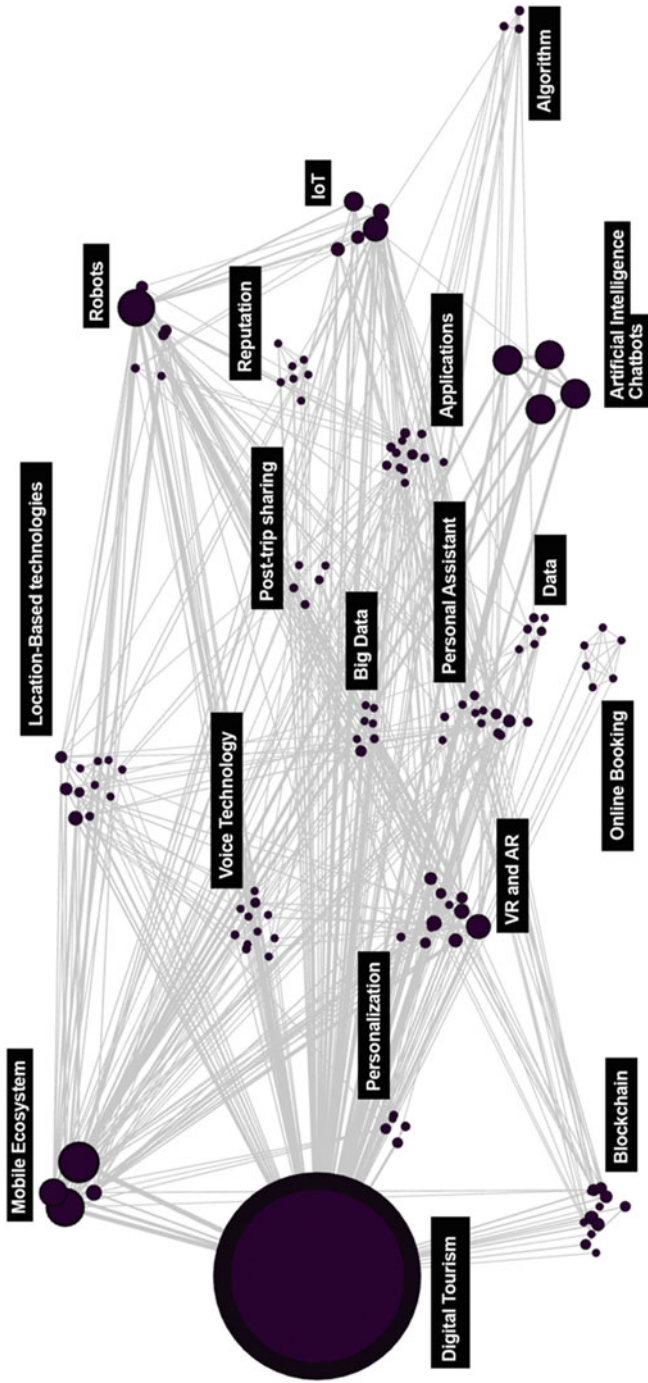 Mobile Ecosystem
Location-Based technologies
Robots
Voice Technology
Post-trip sharing
Reputation
IoT
Personalization
Big Data
Digital Tourism
VR and AR
Personal Assistant
Applications
Data
Algorithm
Blockchain
Online Booking
Artificial Intelligence
Chatbots